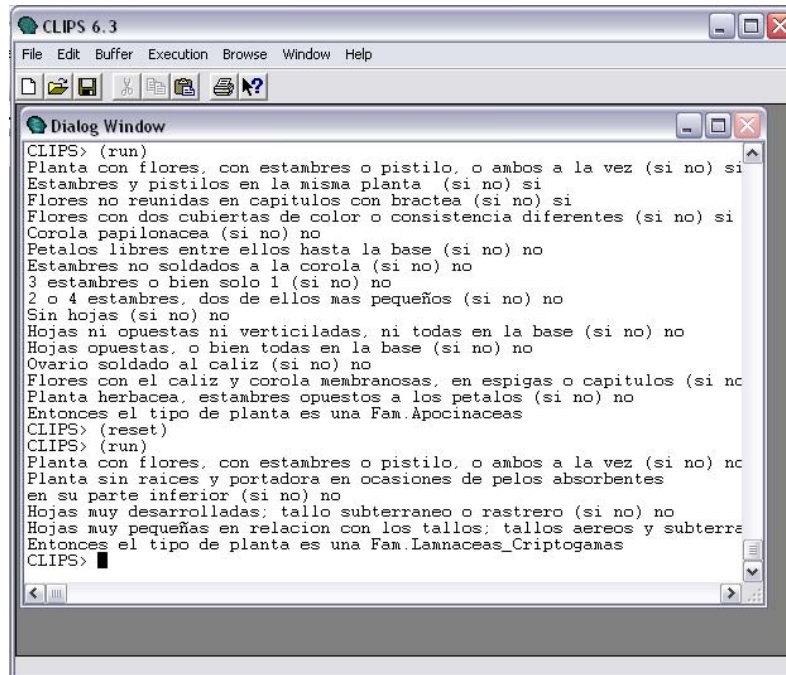 CLIPS 6.3
File Edit Buffer Execution Browse Window Help
Dialog Window
CLIPS> (run)
Planta con flores, con estambres o pistilo, o ambos a la vez (si no) si
Estambres y pistilos en la misma planta (si no) si
Flores no reunidas en capitulos con bractea (si no) si
Flores con dos cubiertas de color o consistencia diferentes (si no) si
Corola papilonacea (si no) no
Petalos libres entre ellos hasta la base (si no) no
Estambres no soldados a la corola (si no) no
3 estambres o bien solo 1 (si no) no
2 o 4 estambres, dos de ellos mas pequeños (si no) no
Sin hojas (si no) no
Hojas ni opuestas ni verticiladas, ni todas en la base (si no) no
Hojas opuestas, o bien todas en la base (si no) no
Ovario soldado al caliz (si no) no
Flores con el caliz y corola membranosas, en espigas o capitulos (si no
Planta herbacea, estambres opuestos a los petalos (si no) no
Entonces el tipo de planta es una Fam.Apocinaceas
CLIPS> (reset)
CLIPS> (run)
Planta con flores, con estambres o pistilo, o ambos a la vez (si no) no
Planta sin raices y portadora en ocasiones de pelos absorbentes
en su parte inferior (si no) no
Hojas muy desarrolladas; tallo subterraneo o rastrero (si no) no
Hojas muy pequeñas en relacion con los tallos; tallos aereos y subterra
Entonces el tipo de planta es una Fam.Lamnaceas_Criptogamas
CLIPS>